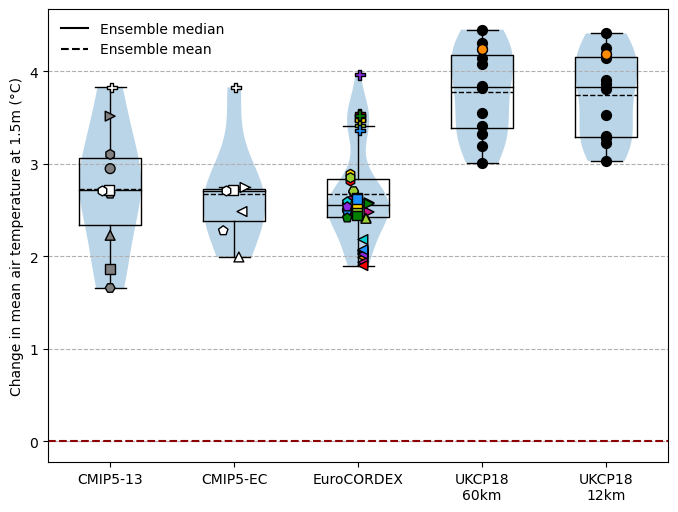 Ensemble median
Ensemble mean
Change in mean air temperature at 1.5m (°C)
4
3
2
1
0
CMIP5-13
CMIP5-EC
EuroCORDEX
UKCP18
60km
UKCP18
12km